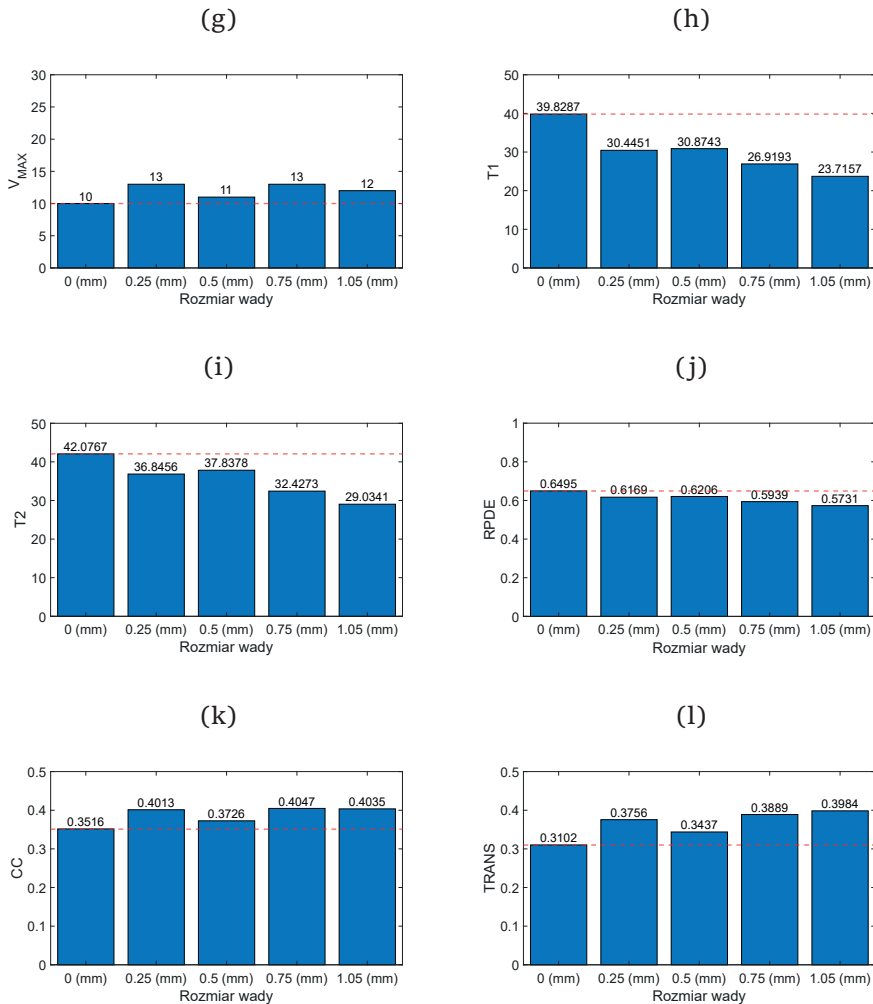 (g)
30
25
20
15
10
5
0
V_MAX
10
13
11
13
12
0 (mm) 0.25 (mm) 0.5 (mm) 0.75 (mm) 1.05 (mm)
Rozmiar wady
(h)
50
40
30
20
10
0
T1
39.8287
30.4451
30.8743
26.9193
23.7157
0 (mm) 0.25 (mm) 0.5 (mm) 0.75 (mm) 1.05 (mm)
Rozmiar wady
(i)
50
40
30
20
10
0
T2
42.0767
36.8456
37.8378
32.4273
29.0341
0 (mm) 0.25 (mm) 0.5 (mm) 0.75 (mm) 1.05 (mm)
Rozmiar wady
(j)
1
0.8
0.6
0.4
0.2
0
RPDE
0.6495
0.6169
0.6206
0.5939
0.5731
0 (mm) 0.25 (mm) 0.5 (mm) 0.75 (mm) 1.05 (mm)
Rozmiar wady
(k)
0.5
0.4
0.3
0.2
0.1
0
CC
0.3516
0.4013
0.3726
0.4047
0.4035
0 (mm) 0.25 (mm) 0.5 (mm) 0.75 (mm) 1.05 (mm)
Rozmiar wady
(l)
0.5
0.4
0.3
0.2
0.1
0
TRANS
0.3102
0.3756
0.3437
0.3889
0.3984
0 (mm) 0.25 (mm) 0.5 (mm) 0.75 (mm) 1.05 (mm)
Rozmiar wady